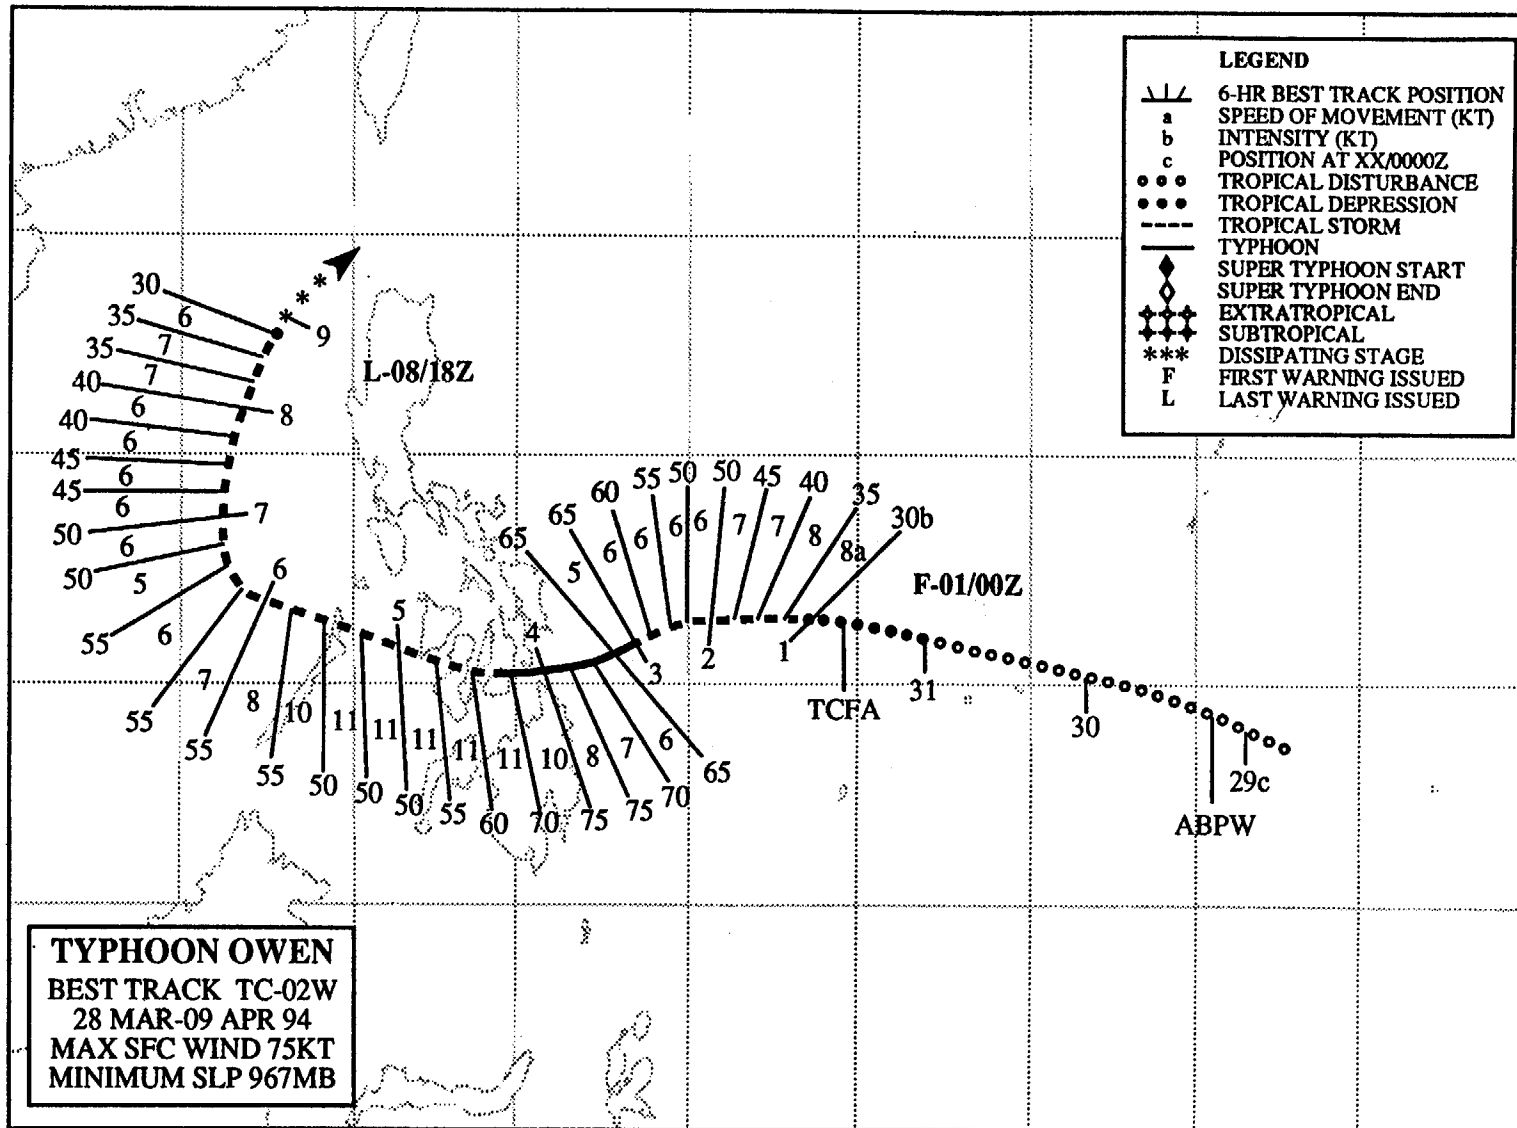 LEGEND
6-HR BEST TRACK POSITION
a SPEED OF MOVEMENT (KT)
b INTENSITY (KT)
c POSITION AT XX/0000Z
TROPICAL DISTURBANCE
TROPICAL DEPRESSION
TROPICAL STORM
TYPHOON
SUPER TYPHOON START
SUPER TYPHOON END
EXTRATROPICAL
SUBTROPICAL
*** DISSIPATING STAGE
F FIRST WARNING ISSUED
L LAST WARNING ISSUED
30
6
35
9
7
35
L-08/18Z
7
40
8
6
40
6
45
6
45
6
50
7
6
50
5
6
55
6
55
7
55
8
55
10
50
11
50
11
5
50
11
55
11
60
11
70
4
10
75
8
75
7
70
6
65
65
65
5
3
6
60
6
55
6
50
6
50
2
7
45
7
40
8
35
8a
30b
1
F-01/00Z
TCFA
31
30
29c
ABPW
TYPHOON OWEN
BEST TRACK TC-02W
28 MAR-09 APR 94
MAX SFC WIND 75KT
MINIMUM SLP 967MB